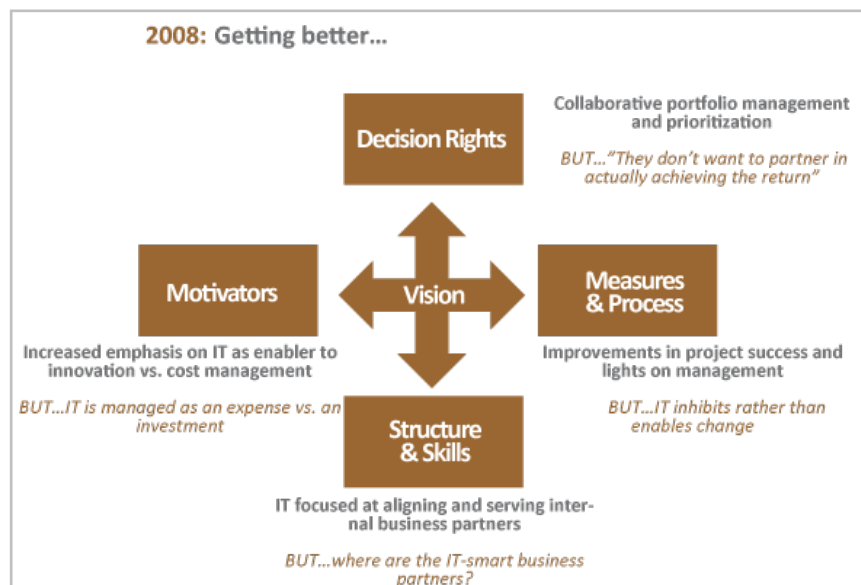 2008: Getting better...
Decision Rights
Collaborative portfolio management
and prioritization
BUT..."They don't want to partner in
actually achieving the return"
Motivators
Vision
Measures
& Process
Increased emphasis on IT as enabler to
innovation vs. cost management
BUT...IT is managed as an expense vs. an
investment
Improvements in project success and
lights on management
BUT...IT inhibits rather than
enables change
Structure
& Skills
IT focused at aligning and serving inter-
nal business partners
BUT...where are the IT-smart business
partners?